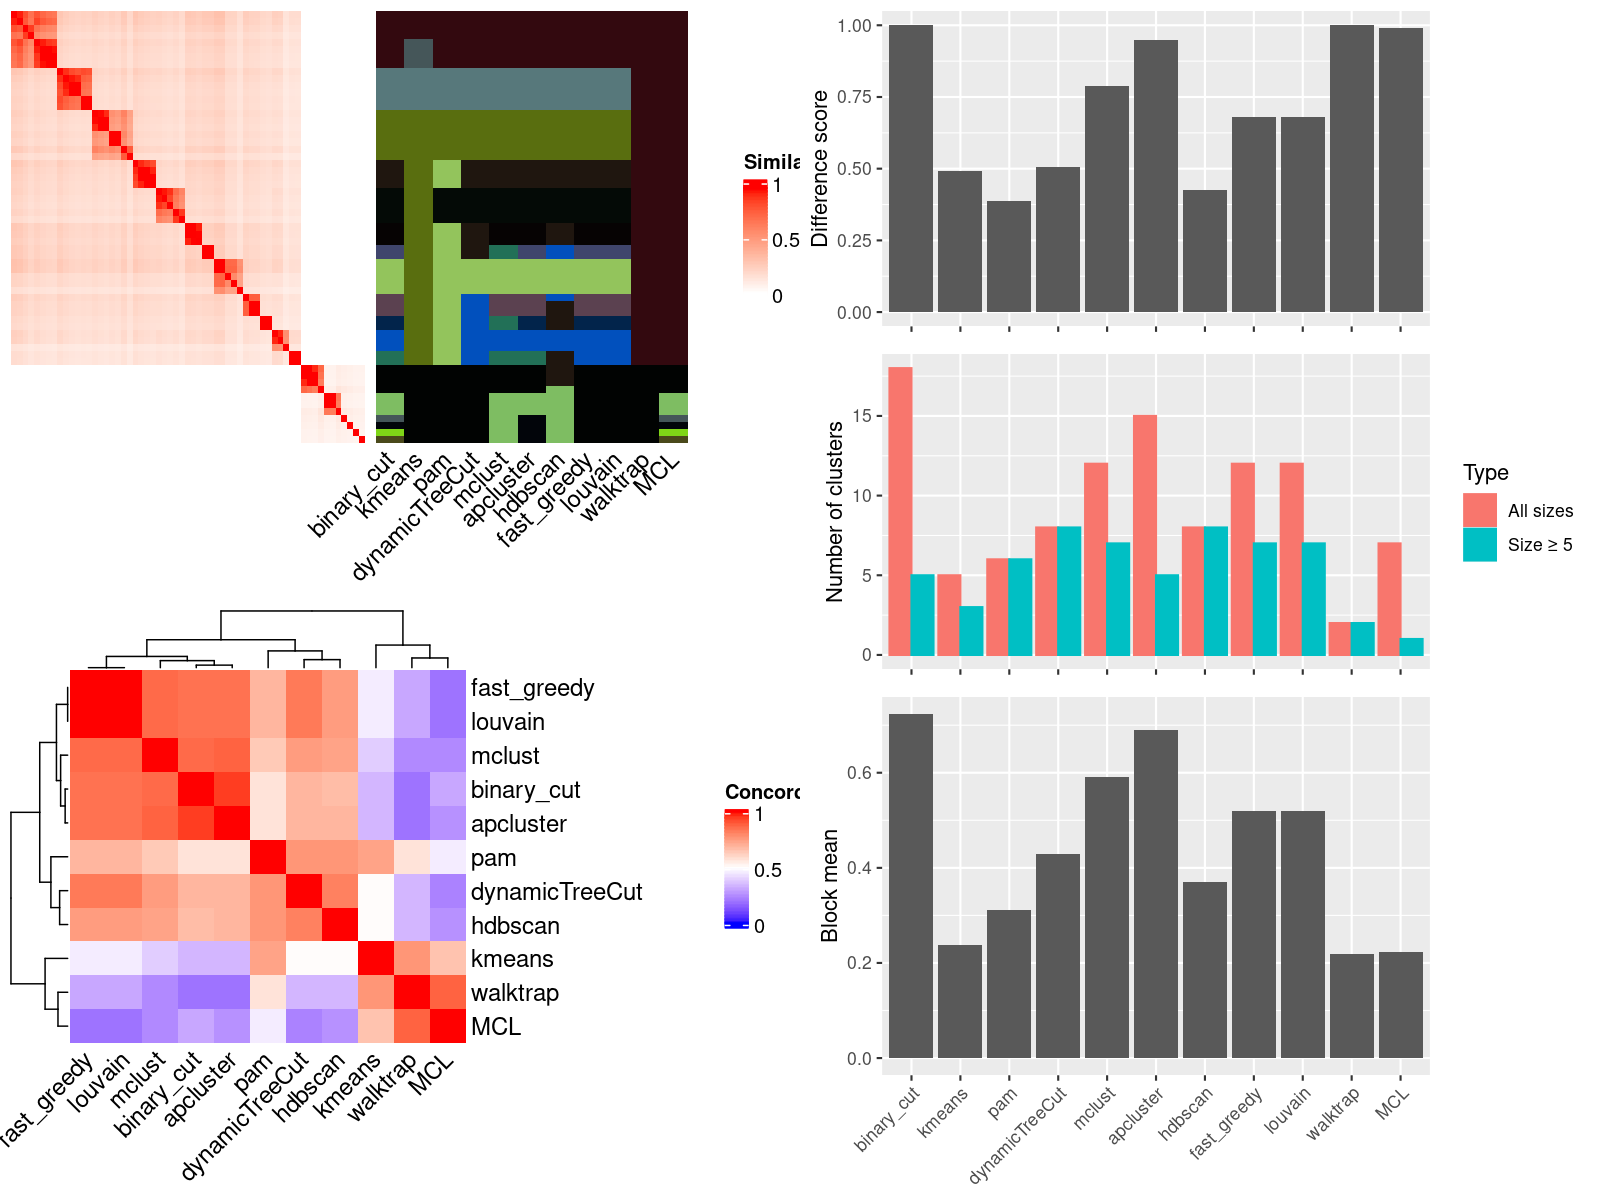 Simila
1
0.5
0
binary_cut
kmeans
pam
dynamicTreeCut
mclust
apcluster
hdbscan
fast_greedy
louvain
walktrap
MCL
Difference score
1.00
0.75
0.50
0.25
0.00
Number of clusters
15
10
5
0
Type
All sizes
Size ≥ 5
fast_greedy
louvain
mclust
binary_cut
apcluster
pam
dynamicTreeCut
hdbscan
kmeans
walktrap
MCL
fast_greedy
louvain
mclust
binary_cut
apcluster
pam
dynamicTreeCut
hdbscan
kmeans
walktrap
MCL
Concord
1
0.5
0
Block mean
0.6
0.4
0.2
0.0
binary_cut
kmeans
pam
dynamicTreeCut
mclust
apcluster
hdbscan
fast_greedy
louvain
walktrap
MCL